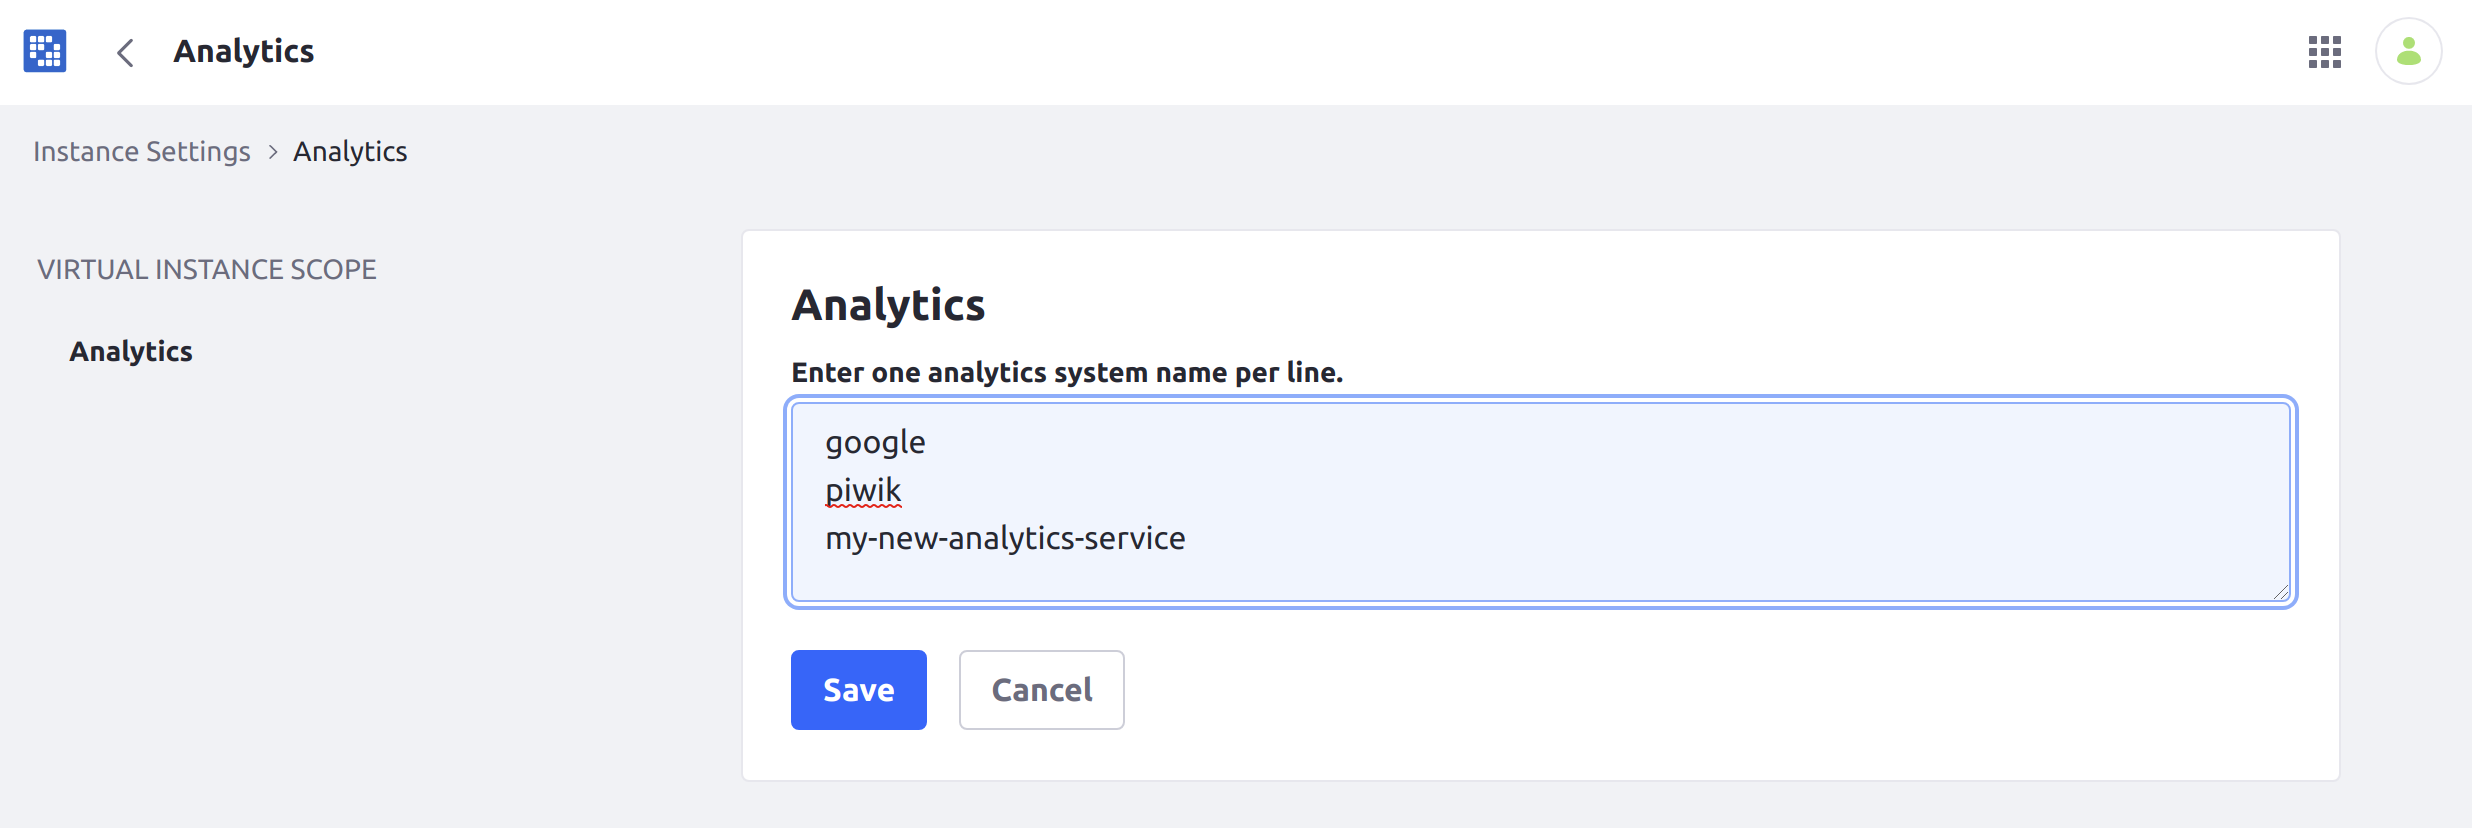 Analytics
Instance Settings > Analytics
VIRTUAL INSTANCE SCOPE
Analytics
Analytics
Enter one analytics system name per line.
google
piwik
my-new-analytics-service
Save Cancel